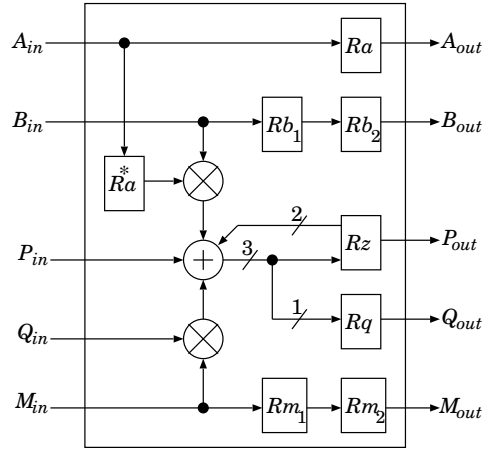 A_in Ra A_out
B_in Rb_1 Rb_2 B_out
Ra*
2
P_in + 3 Rz P_out
1
Q_in Rq Q_out
M_in Rm_1 Rm_2 M_out